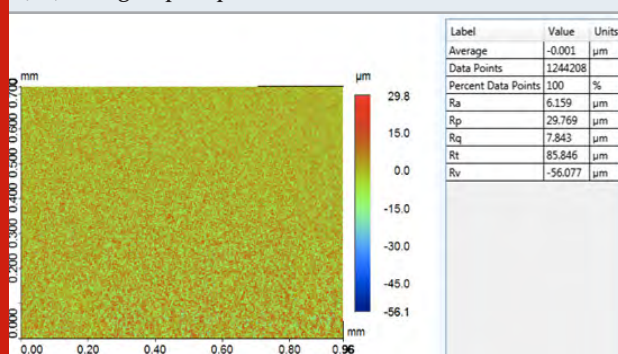 mm
0.700
0.600
0.500
0.400
0.300
0.200
0.000
0.00 0.20 0.40 0.60 0.80 0.96
mm
µm
29.8
15.0
0.0
-15.0
-30.0
-45.0
-56.1
Label Value Units
Average -0.001 µm
Data Points 1244208
Percent Data Points 100 %
Ra 6.159 µm
Rp 29.769 µm
Rq 7.843 µm
Rt 85.846 µm
Rv -56.077 µm